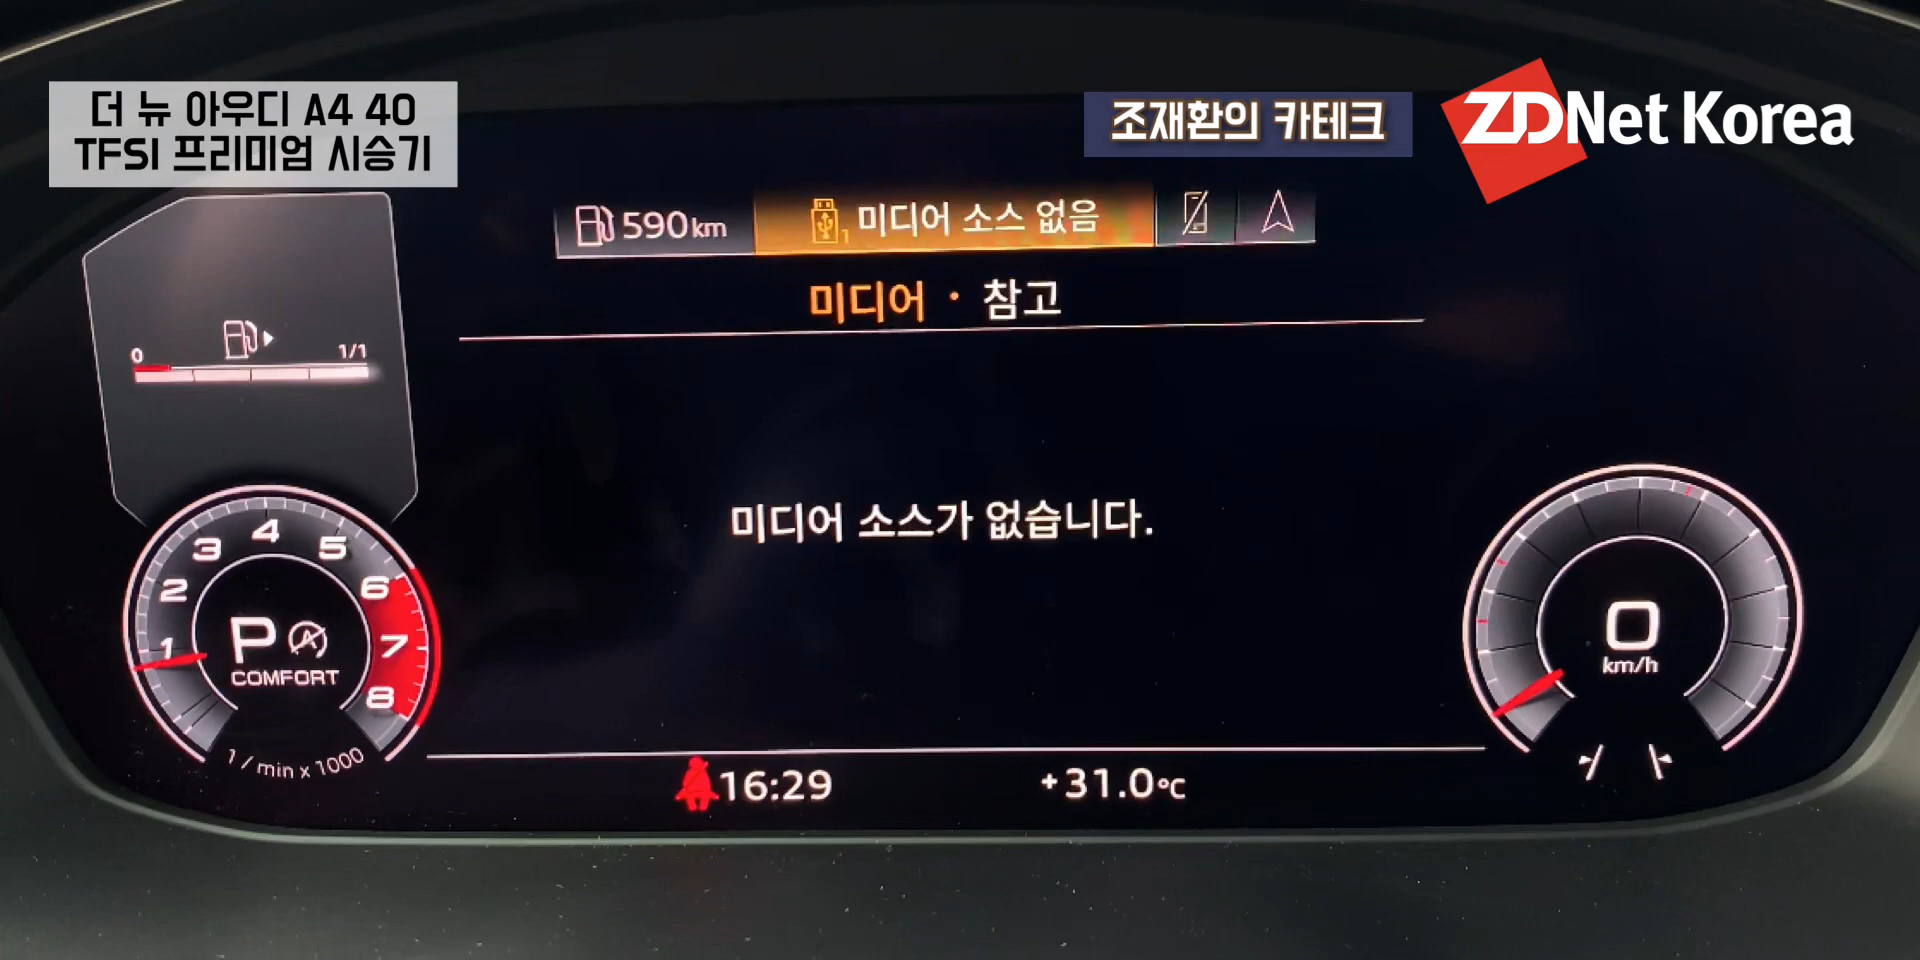 더 뉴 아우디 A4 40
TFSI 프리미엄 시승기
조재환의 카테크
ZDNet Korea
590km
1 미디어 소스 없음
미디어 · 참고
0
1/1
미디어 소스가 없습니다.
1
2
3
4
5
6
7
8
P A
COMFORT
1 / min x 1000
0
km/h
16:29
+31.0°C